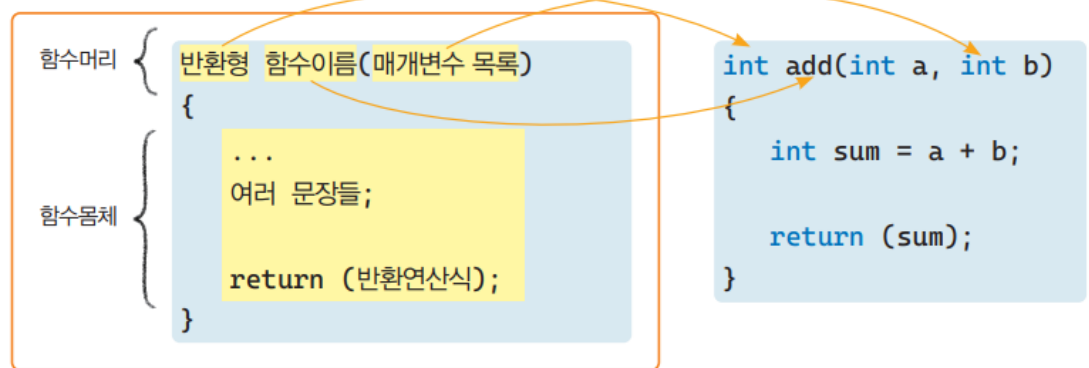 함수머리
반환형 함수이름(매개변수 목록)
{
...
여러 문장들;
return (반환연산식);
}
함수몸체
int add(int a, int b)
{
int sum = a + b;
return (sum);
}